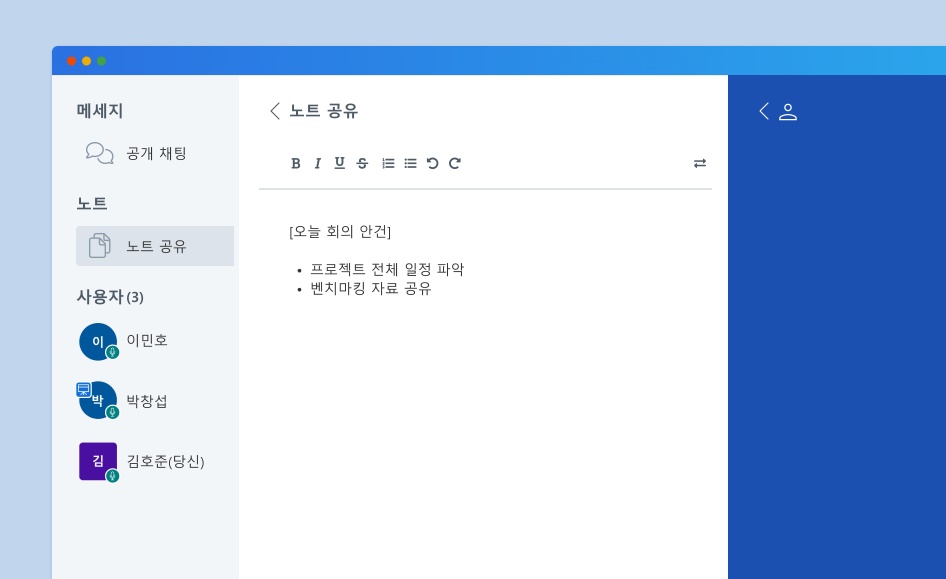 메세지
공개 채팅
노트
노트 공유
사용자(3)
이 이민호
박 박창섭
김 김호준(당신)
노트 공유
B I U S
[오늘 회의 안건]
• 프로젝트 전체 일정 파악
• 벤치마킹 자료 공유